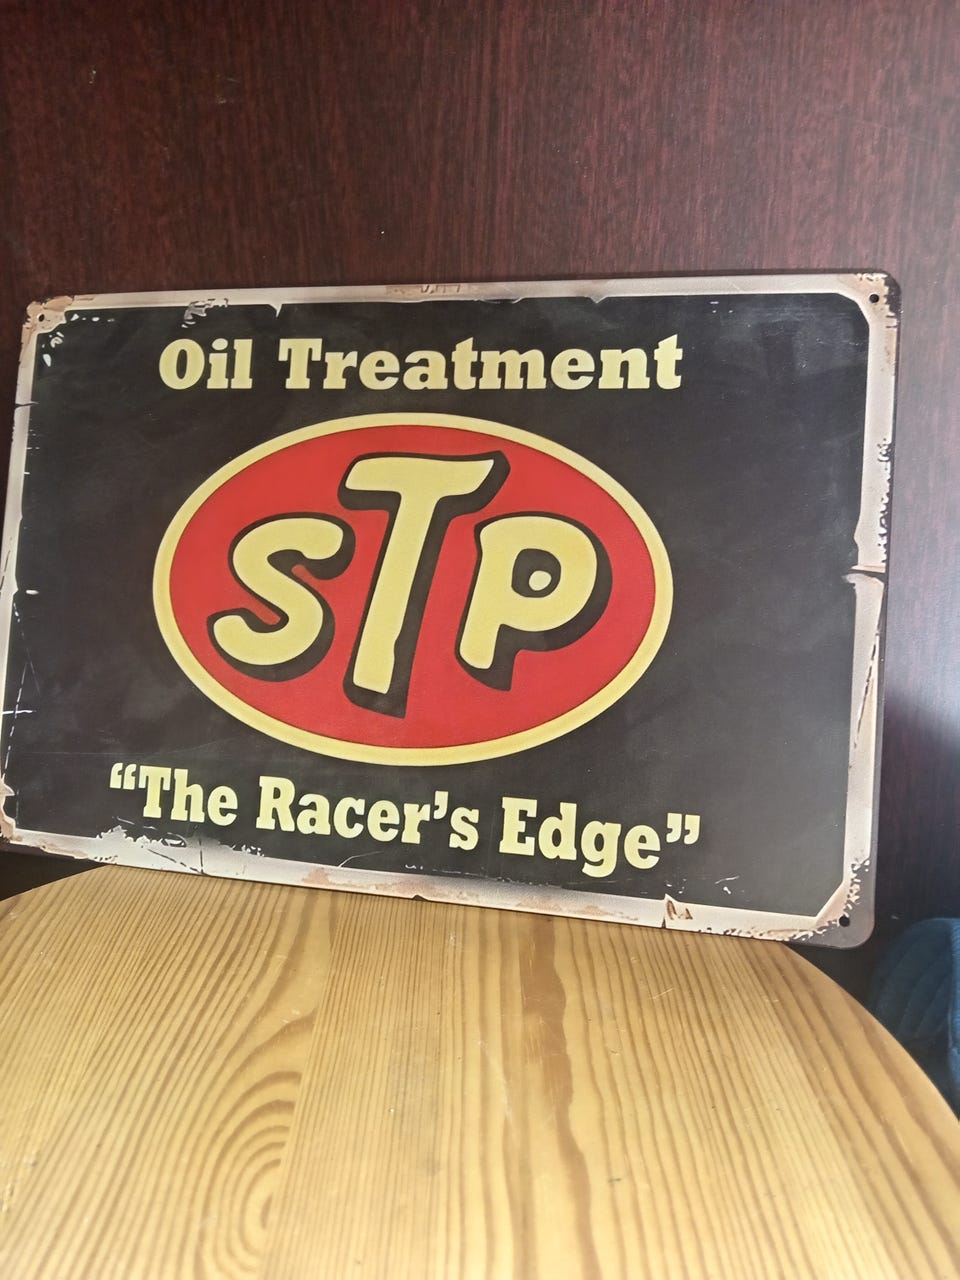 Oil Treatment
STP
“The Racer’s Edge”